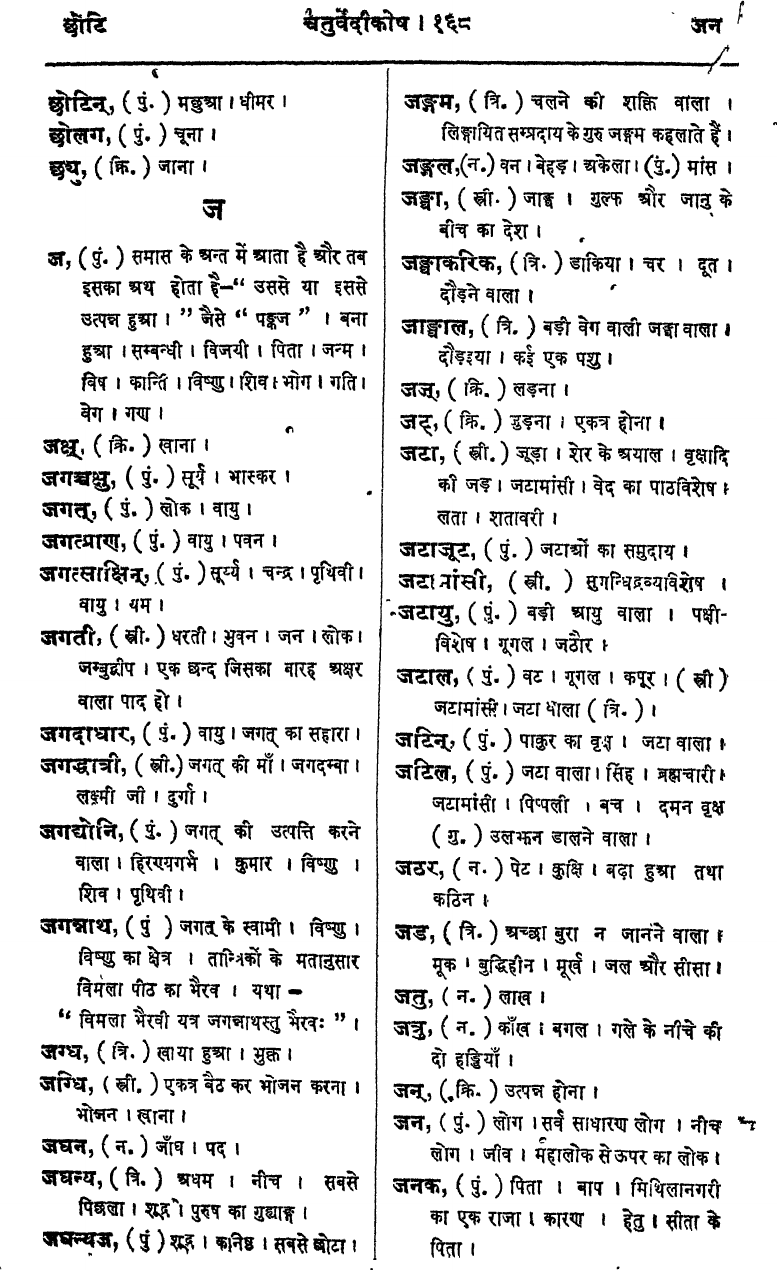 छोटि चतुर्वेदीकोष । १६८ जन
छोटिन्, ( पुं. ) मछुआ । धीमर ।
छोलग, ( पुं. ) चूना ।
छ्यु, ( क्रि. ) जाना ।
ज
ज, ( पुं. ) समास के अन्त में आता है और तब
इसका अथ होता है—“ उससे या इससे
उत्पन्न हुआ । ” जैसे “ पङ्कज ” । बना
हुआ । सम्बन्धी । विजयी । पिता । जन्म ।
विष । कान्ति । विष्णु । शिव । भोग । गति ।
वेग । गण ।
जक्ष्, ( क्रि. ) खाना ।
जगच्चक्षु, ( पुं. ) सूर्य । भास्कर ।
जगत्, ( पुं. ) लोक । वायु ।
जगत्प्राण, ( पुं. ) वायु । पवन ।
जगत्साक्षिन्, ( पुं. ) सूर्य्य । चन्द्र । पृथिवी ।
वायु । यम ।
जगती, ( स्त्री. ) धरती । भुवन । जन । लोक ।
जम्बुद्वीप । एक छन्द जिसका बारह अक्षर
वाला पाद हो ।
जगदाधार, ( पुं. ) वायु । जगत् का सहारा ।
जगद्धात्री, ( स्त्री. ) जगत् की माँ । जगदम्बा ।
लक्ष्मी जी । दुर्गा ।
जगद्योनि, ( पुं. ) जगत् की उत्पत्ति करने
वाला । हिरण्यगर्भ । कुमार । विष्णु ।
शिव । पृथिवी ।
जगन्नाथ, ( पुं ) जगत् के स्वामी । विष्णु ।
विष्णु का क्षेत्र । तान्त्रिकों के मतानुसार
विमला पीठ का भैरव । यथा –
“ विमला भैरवी यत्र जगन्नाथस्तु भैरवः ” ।
जग्ध, ( त्रि. ) खाया हुआ । भुक्त ।
जग्धि, ( स्त्री. ) एकत्र बैठ कर भोजन करना ।
भोजन । खाना ।
जघन, ( न. ) जाँघ । पद ।
जघन्य, ( त्रि. ) अधम । नीच । सबसे
पिछला । शूद्र । पुरुष का गुह्याङ्ग ।
जघन्यज, ( पुं ) शूद्र । कनिष्ठ । सबसे छोटा ।
जङ्गम, ( त्रि. ) चलने की शक्ति वाला ।
लिङ्गायित सम्प्रदाय के गुरु जङ्गम कहलाते हैं ।
जङ्गल, (न.) वन । बेहड़ । अकेला । (पुं.) मांस ।
जङ्घा, ( स्त्री. ) जाङ्घ । गुल्फ और जानु के
बीच का देश ।
जङ्घाकरिक, ( त्रि. ) डाकिया । चर । दूत ।
दौड़ने वाला ।
जाङ्घाल, ( त्रि. ) बड़ी वेग वाली जङ्घा वाला ।
दौड़इया । कई एक पशु ।
जज्, ( क्रि. ) लड़ना ।
जट्, ( क्रि. ) जुड़ना । एकत्र होना ।
जटा, ( स्त्री. ) जूड़ा । शेर के अयाल । वृक्षादि
की जड़ । जटामांसी । वेद का पाठविशेष ।
लता । शतावरी ।
जटाजूट, ( पुं. ) जटाओं का समुदाय ।
जटामांसी, ( स्त्री. ) सुगन्धिद्रव्यविशेष ।
जटायु, ( पुं. ) बड़ी आयु वाला । पक्षी-
विशेष । गूगल । जठौर ।
जटाल, ( पुं. ) वट । गूगल । कपूर । ( स्त्री )
जटामांसी । जटा वाला ( त्रि. ) ।
जटिन्, ( पुं. ) पाकुर का वृक्ष । जटा वाला ।
जटिल, ( पुं. ) जटा वाला । सिंह । ब्रह्मचारी ।
जटामांसी । पिप्पली । बच । दमन वृक्ष
( गु. ) उलझन डालने वाला ।
जठर, ( न. ) पेट । कुक्षि । बढ़ा हुआ तथा
कठिन ।
जड, ( त्रि. ) अच्छा बुरा न जानने वाला ।
मूक । बुद्धिहीन । मूर्ख । जल और सीसा ।
जतु, ( न. ) लाख ।
जत्रु, ( न. ) काँख । बगल । गले के नीचे की
दो हड्डियाँ ।
जन्, ( क्रि. ) उत्पन्न होना ।
जन, ( पुं. ) लोग । सर्व साधारण लोग । नीच
लोग । जीव । महालोक से ऊपर का लोक ।
जनक, ( पुं. ) पिता । बाप । मिथिलानगरी
का एक राजा । कारण । हेतु । सीता के
पिता ।